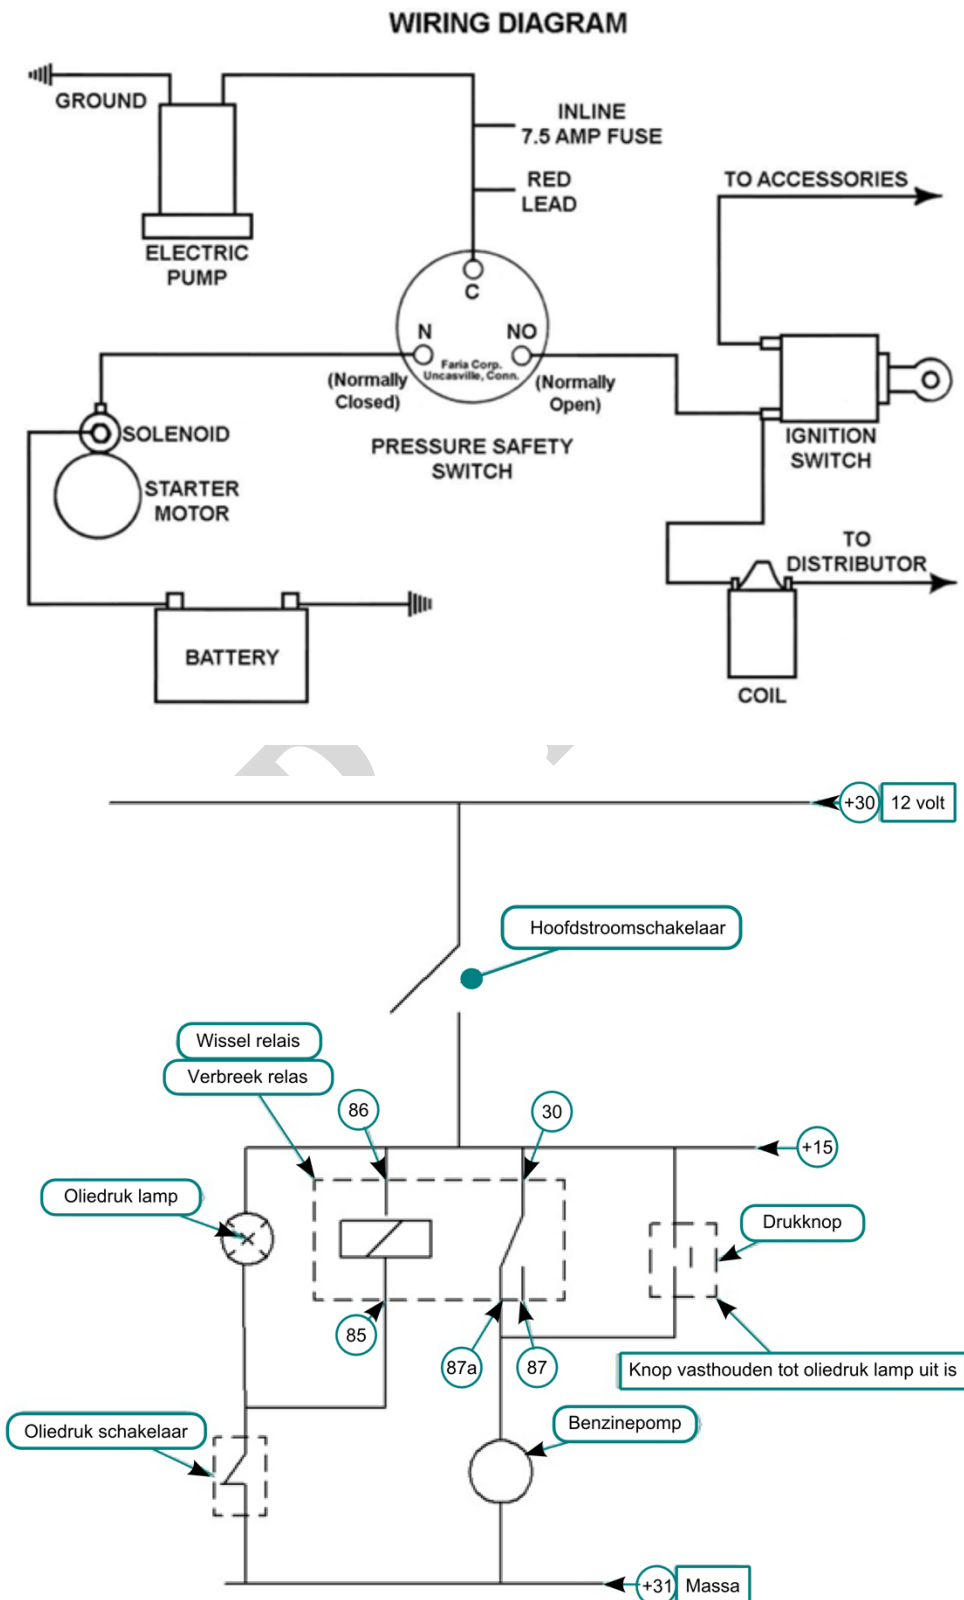 WIRING DIAGRAM
GROUND
INLINE
7.5 AMP FUSE
RED
LEAD
TO ACCESSORIES
ELECTRIC
PUMP
C
N
NO
Faria Corp.
Uncasville, Conn.
(Normally
Closed)
(Normally
Open)
SOLENOID
PRESSURE SAFETY
SWITCH
IGNITION
SWITCH
STARTER
MOTOR
TO
DISTRIBUTOR
BATTERY
COIL
+30
12 volt
Hoofdstroomschakelaar
Wissel relais
Verbreek relas
86
30
+15
Oliedruk lamp
Drukknop
85
87a
87
Knop vasthouden tot oliedruk lamp uit is
Oliedruk schakelaar
Benzinepomp
+31
Massa